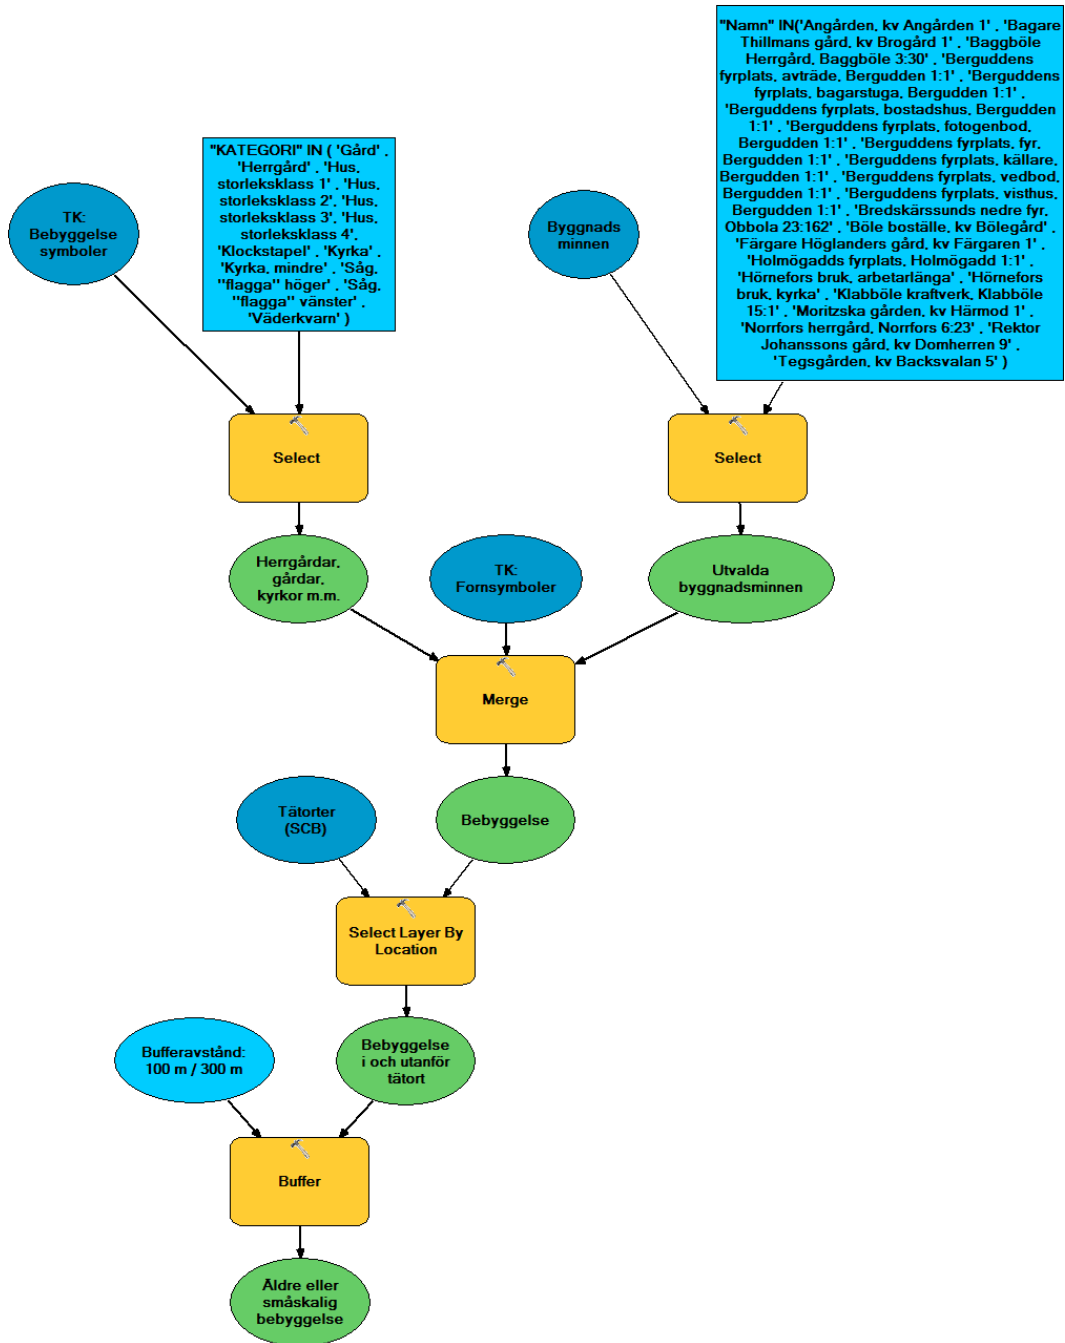 "Namn" IN('Angården, kv Angården 1' , 'Bagare
Thillmans gård, kv Brogård 1' , 'Baggböle
Herrgård, Baggböle 3:30' , 'Berguddens
fyrplats, avträde, Bergudden 1:1' , 'Berguddens
fyrplats, bagarstuga, Bergudden 1:1' ,
'Berguddens fyrplats, bostadshus, Bergudden
1:1' , 'Berguddens fyrplats, fotogenbod,
Bergudden 1:1' , 'Berguddens fyrplats, fyr,
Bergudden 1:1' , 'Berguddens fyrplats, källare,
Bergudden 1:1' , 'Berguddens fyrplats, vedbod,
Bergudden 1:1' , 'Berguddens fyrplats, visthus,
Bergudden 1:1' , 'Bredskärssunds nedre fyr,
Obbola 23:162' , 'Böle boställe, kv Bölegård' ,
'Färgare Höglanders gård, kv Färgaren 1' ,
'Holmögadds fyrplats, Holmögadd 1:1' ,
'Hörnefors bruk, arbetarlänga' , 'Hörnefors
bruk, kyrka' , 'Klabböle kraftverk, Klabböle
15:1' , 'Moritzska gården, kv Härmod 1' ,
'Norrfors herrgård, Norrfors 6:23' , 'Rektor
Johanssons gård, kv Domherren 9' ,
'Tegsgården, kv Backsvalan 5' )
"KATEGORI" IN ( 'Gård' ,
'Herrgård' , 'Hus,
storleksklass 1' , 'Hus,
storleksklass 2', 'Hus,
storleksklass 3', 'Hus,
storleksklass 4',
'Klockstapel' , 'Kyrka' ,
'Kyrka, mindre' , 'Såg,
"flagga" höger' , 'Såg,
"flagga" vänster' ,
'Väderkvarn' )
TK:
Bebyggelse
symboler
Byggnads
minnen
Select
Select
Herrgårdar,
gårdar,
kyrkor m.m.
TK:
Fornsymboler
Utvalda
byggnadsminnen
Merge
Tätorter
(SCB)
Bebyggelse
Select Layer By
Location
Bufferavstånd:
100 m / 300 m
Bebyggelse
i och utanför
tätort
Buffer
Äldre eller
småskalig
bebyggelse